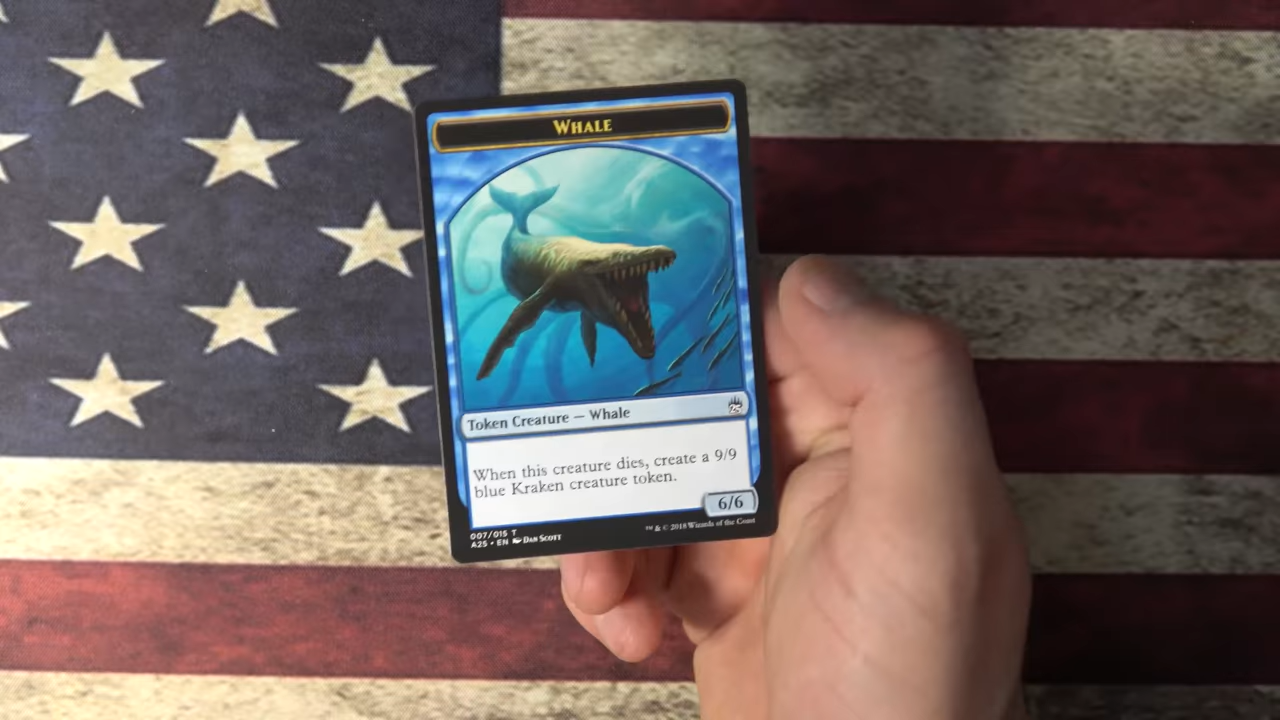 WHALE
Token Creature — Whale
25
When this creature dies, create a 9/9
blue Kraken creature token.
6/6
007/015 T
A25 • EN DAN SCOTT
™ & © 2018 Wizards of the Coast